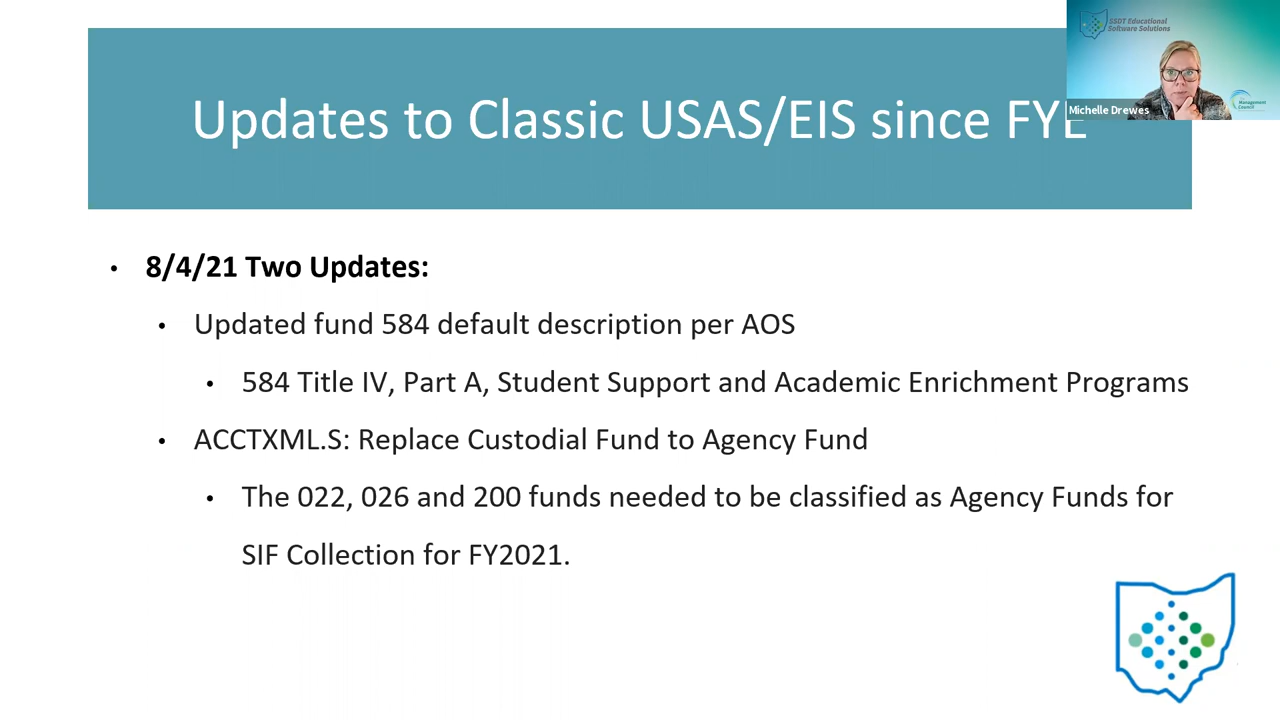 SSDT Educational
Software Solutions
Management
Council
Michelle Drewes
Updates to Classic USAS/EIS since FYE
• 8/4/21 Two Updates:
• Updated fund 584 default description per AOS
• 584 Title IV, Part A, Student Support and Academic Enrichment Programs
• ACCTXML.S: Replace Custodial Fund to Agency Fund
• The 022, 026 and 200 funds needed to be classified as Agency Funds for
SIF Collection for FY2021.